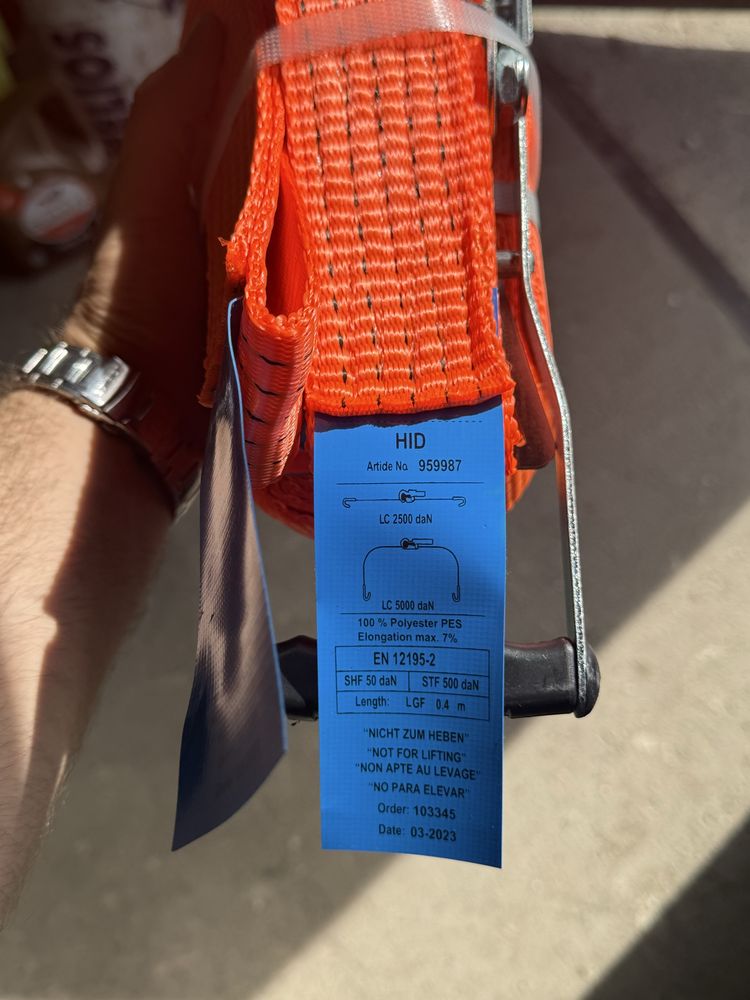 HID
Artide No. 959987
LC 2500 daN
LC 5000 daN
100 % Polyester PES
Elongation max. 7%
EN 12195-2
SHF 50 daN STF 500 daN
Length: LGF 0.4 m
"NICHT ZUM HEBEN"
"NOT FOR LIFTING"
"NON APTE AU LEVAGE"
"NO PARA ELEVAR"
Order: 103345
Date: 03-2023